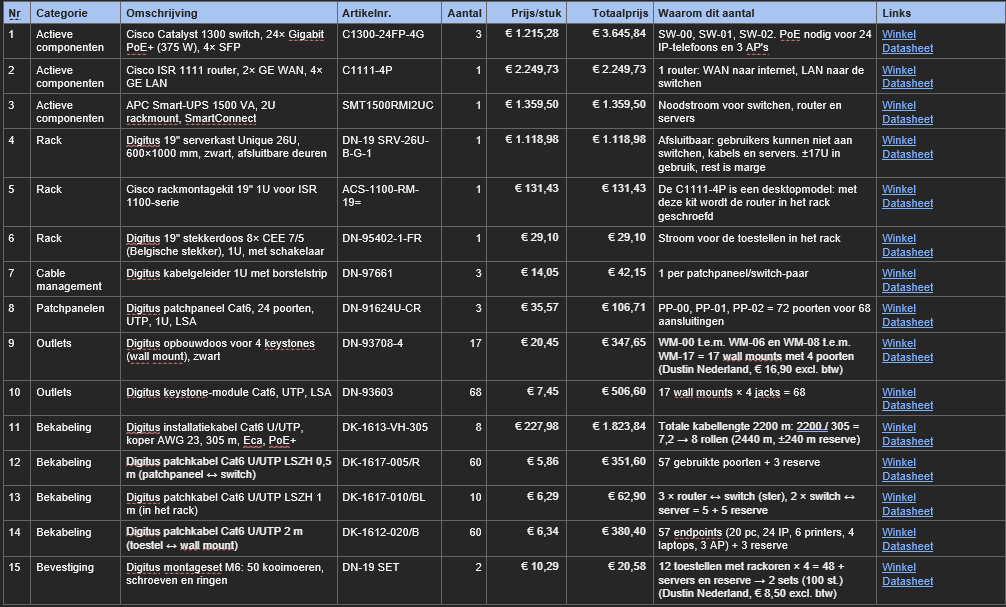 Nr Categorie Omschrijving Artikelnr. Aantal Prijs/stuk Totaalprijs Waarom dit aantal Links
1 Actieve Cisco Catalyst 1300 switch, 24× Gigabit C1300-24FP-4G 3 € 1.215,28 € 3.645,84 SW-00, SW-01, SW-02. PoE nodig voor 24 Winkel
componenten PoE+ (375 W), 4× SFP IP-telefoons en 3 AP's Datasheet
2 Actieve Cisco ISR 1111 router, 2× GE WAN, 4× C1111-4P 1 € 2.249,73 € 2.249,73 1 router: WAN naar internet, LAN naar de Winkel
componenten GE LAN switchen Datasheet
3 Actieve APC Smart-UPS 1500 VA, 2U SMT1500RMI2UC 1 € 1.359,50 € 1.359,50 Noodstroom voor switchen, router en Winkel
componenten rackmount, SmartConnect servers Datasheet
4 Rack Digitus 19" serverkast Unique 26U, DN-19 SRV-26U- 1 € 1.118,98 € 1.118,98 Afsluitbaar: gebruikers kunnen niet aan Winkel
600×1000 mm, zwart, afsluitbare deuren B-G-1 switchen, kabels en servers. ±17U in Datasheet
gebruik, rest is marge
5 Rack Cisco rackmontagekit 19" 1U voor ISR ACS-1100-RM- 1 € 131,43 € 131,43 De C1111-4P is een desktopmodel: met Winkel
1100-serie 19= deze kit wordt de router in het rack Datasheet
geschroefd
6 Rack Digitus 19" stekkerdoos 8× CEE 7/5 DN-95402-1-FR 1 € 29,10 € 29,10 Stroom voor de toestellen in het rack Winkel
(Belgische stekker), 1U, met schakelaar Datasheet
7 Cable Digitus kabelgeleider 1U met borstelstrip DN-97661 3 € 14,05 € 42,15 1 per patchpaneel/switch-paar Winkel
management Datasheet
8 Patchpanelen Digitus patchpaneel Cat6, 24 poorten, DN-91624U-CR 3 € 35,57 € 106,71 PP-00, PP-01, PP-02 = 72 poorten voor 68 Winkel
UTP, 1U, LSA aansluitingen Datasheet
9 Outlets Digitus opbouwdoos voor 4 keystones DN-93708-4 17 € 20,45 € 347,65 WM-00 t.e.m. WM-06 en WM-08 t.e.m. Winkel
(wall mount), zwart WM-17 = 17 wall mounts met 4 poorten Datasheet
(Dustin Nederland, € 16,90 excl. btw)
10 Outlets Digitus keystone-module Cat6, UTP, LSA DN-93603 68 € 7,45 € 506,60 17 wall mounts × 4 jacks = 68 Winkel
Datasheet
11 Bekabeling Digitus installatiekabel Cat6 U/UTP, DK-1613-VH-305 8 € 227,98 € 1.823,84 Totale kabellengte 2200 m: 2200 / 305 = Winkel
koper AWG 23, 305 m, Eca, PoE+ 7,2 → 8 rollen (2440 m, ±240 m reserve) Datasheet
12 Bekabeling Digitus patchkabel Cat6 U/UTP LSZH 0,5 DK-1617-005/R 60 € 5,86 € 351,60 57 gebruikte poorten + 3 reserve Winkel
m (patchpaneel ↔ switch) Datasheet
13 Bekabeling Digitus patchkabel Cat6 U/UTP LSZH 1 DK-1617-010/BL 10 € 6,29 € 62,90 3 × router ↔ switch (ster), 2 × switch ↔ Winkel
m (in het rack) server = 5 + 5 reserve Datasheet
14 Bekabeling Digitus patchkabel Cat6 U/UTP 2 m DK-1612-020/B 60 € 6,34 € 380,40 57 endpoints (20 pc, 24 IP, 6 printers, 4 Winkel
(toestel ↔ wall mount) laptops, 3 AP) + 3 reserve Datasheet
15 Bevestiging Digitus montageset M6: 50 kooimoeren, DN-19 SET 2 € 10,29 € 20,58 12 toestellen met rackoren × 4 = 48 + Winkel
schroeven en ringen servers en reserve → 2 sets (100 st.) Datasheet
(Dustin Nederland, € 8,50 excl. btw)